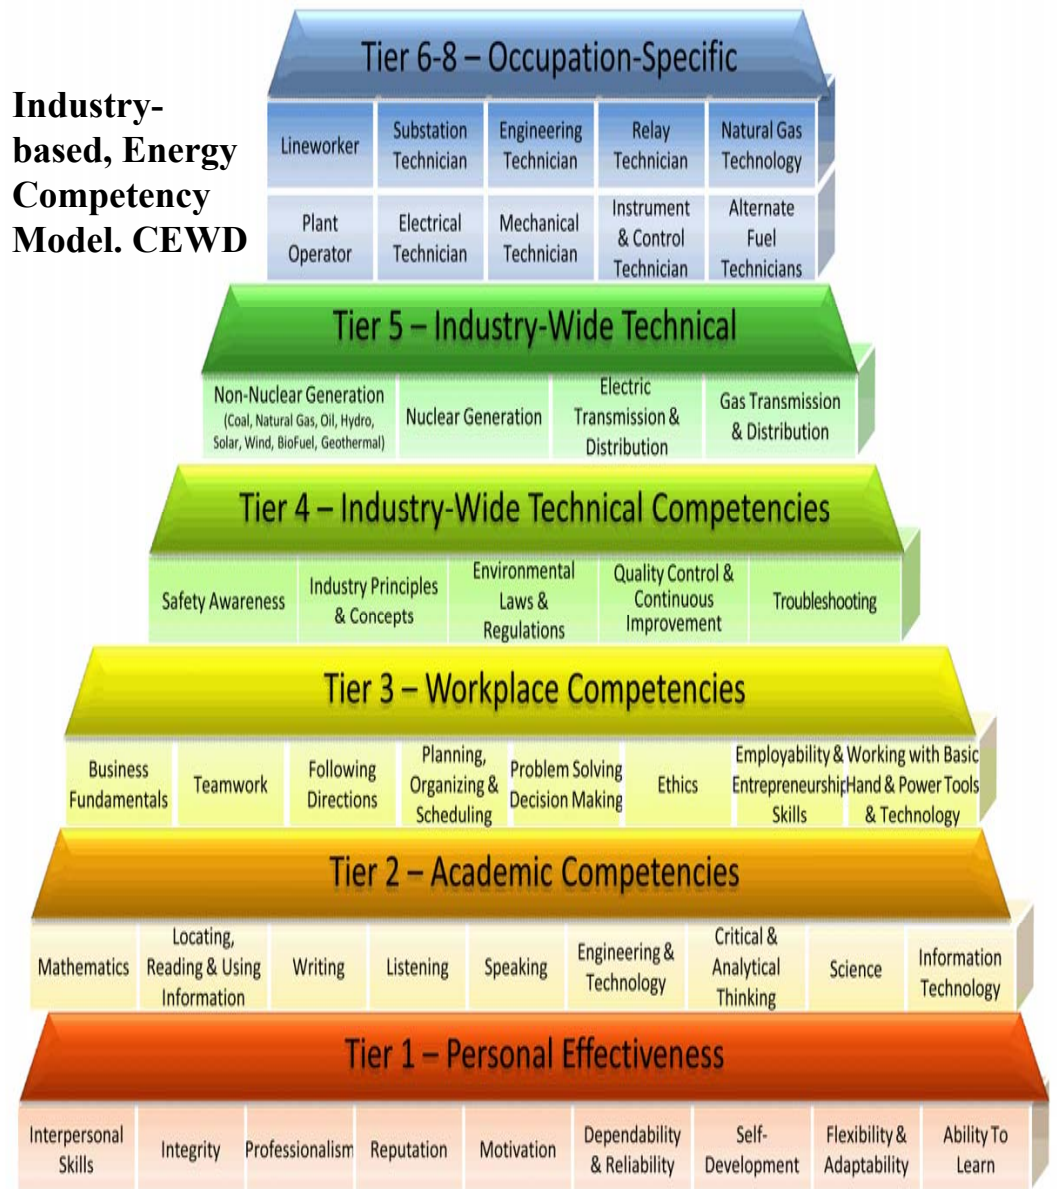 Industry-
based, Energy
Competency
Model. CEWD
Tier 6-8 – Occupation-Specific
Lineworker
Substation
Technician
Engineering
Technician
Relay
Technician
Natural Gas
Technology
Plant
Operator
Electrical
Technician
Mechanical
Technician
Instrument
& Control
Technician
Alternate
Fuel
Technicians
Tier 5 – Industry-Wide Technical
Non-Nuclear Generation
(Coal, Natural Gas, Oil, Hydro,
Solar, Wind, BioFuel, Geothermal)
Nuclear Generation
Electric
Transmission &
Distribution
Gas Transmission
& Distribution
Tier 4 – Industry-Wide Technical Competencies
Safety Awareness
Industry Principles
& Concepts
Environmental
Laws &
Regulations
Quality Control &
Continuous
Improvement
Troubleshooting
Tier 3 – Workplace Competencies
Business
Fundamentals
Teamwork
Following
Directions
Planning,
Organizing &
Scheduling
Problem Solving
Decision Making
Ethics
Employability &
Entrepreneurship
Skills
Working with Basic
Hand & Power Tools
& Technology
Tier 2 – Academic Competencies
Mathematics
Locating,
Reading & Using
Information
Writing
Listening
Speaking
Engineering &
Technology
Critical &
Analytical
Thinking
Science
Information
Technology
Tier 1 – Personal Effectiveness
Interpersonal
Skills
Integrity
Professionalism
Reputation
Motivation
Dependability
& Reliability
Self-
Development
Flexibility &
Adaptability
Ability To
Learn